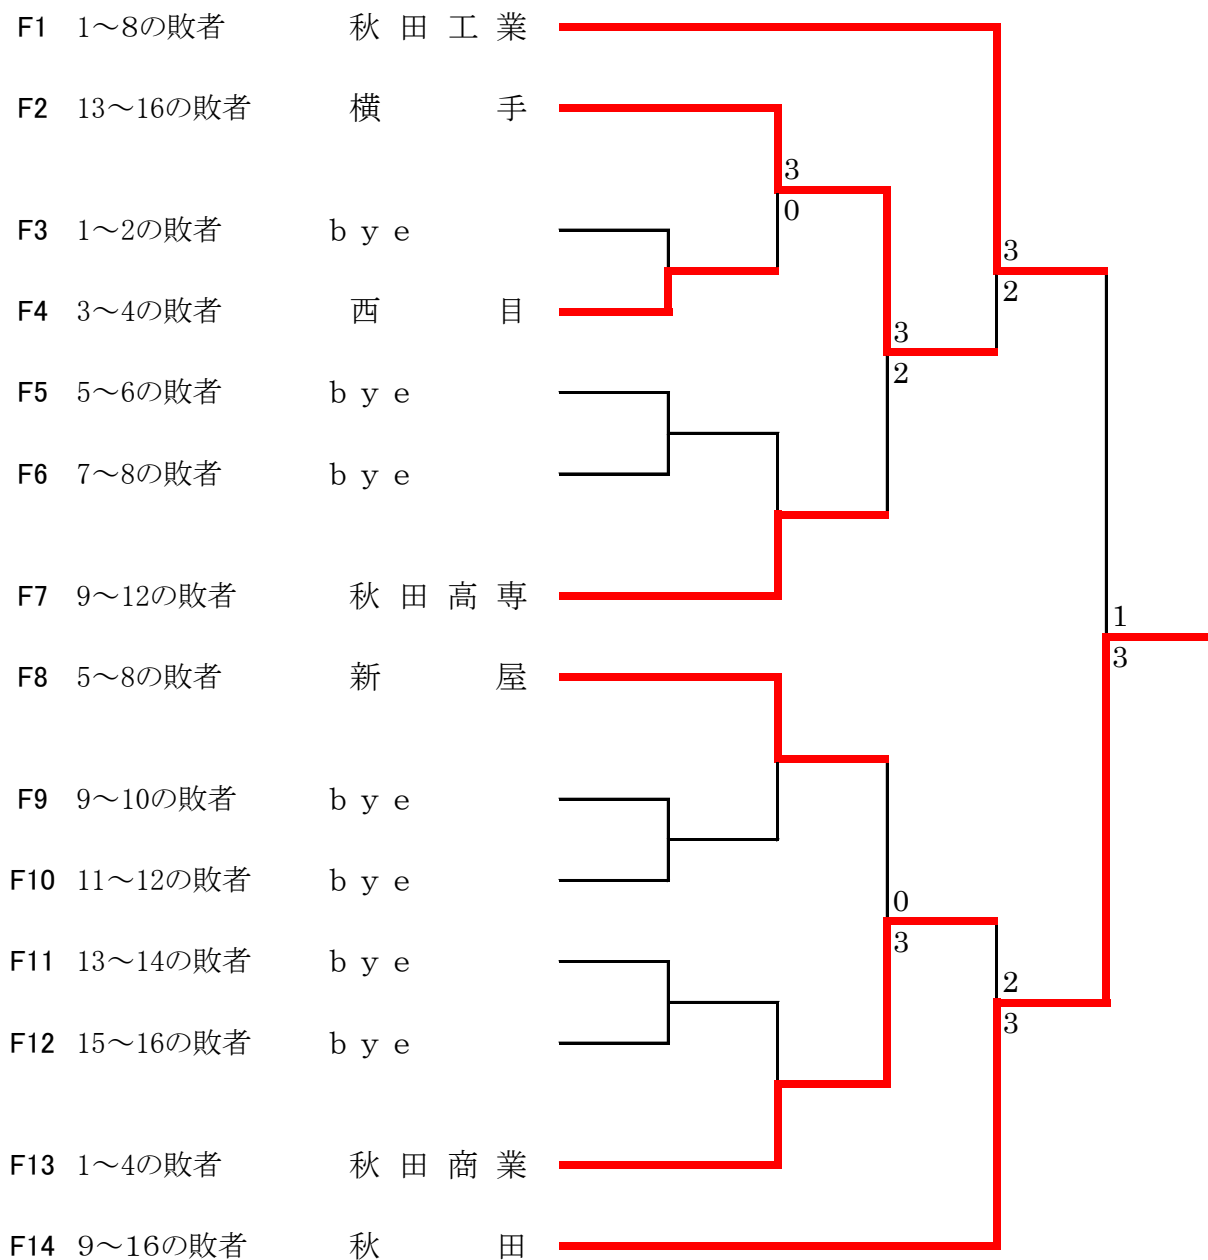 F1 1～8の敗者 秋田工業
F2 13～16の敗者 横手
3
0
F3 1～2の敗者 ｂｙｅ
3
2
F4 3～4の敗者 西目
3
2
F5 5～6の敗者 ｂｙｅ
F6 7～8の敗者 ｂｙｅ
F7 9～12の敗者 秋田高専
1
3
F8 5～8の敗者 新屋
F9 9～10の敗者 ｂｙｅ
F10 11～12の敗者 ｂｙｅ
0
3
F11 13～14の敗者 ｂｙｅ
2
3
F12 15～16の敗者 ｂｙｅ
F13 1～4の敗者 秋田商業
F14 9～16の敗者 秋田